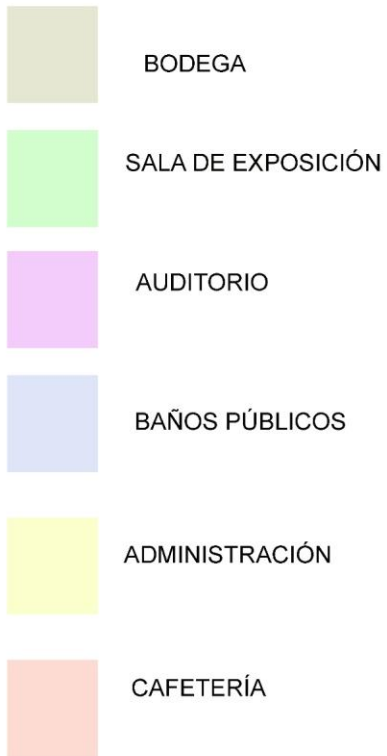 BODEGA
SALA DE EXPOSICIÓN
AUDITORIO
BAÑOS PÚBLICOS
ADMINISTRACIÓN
CAFETERÍA